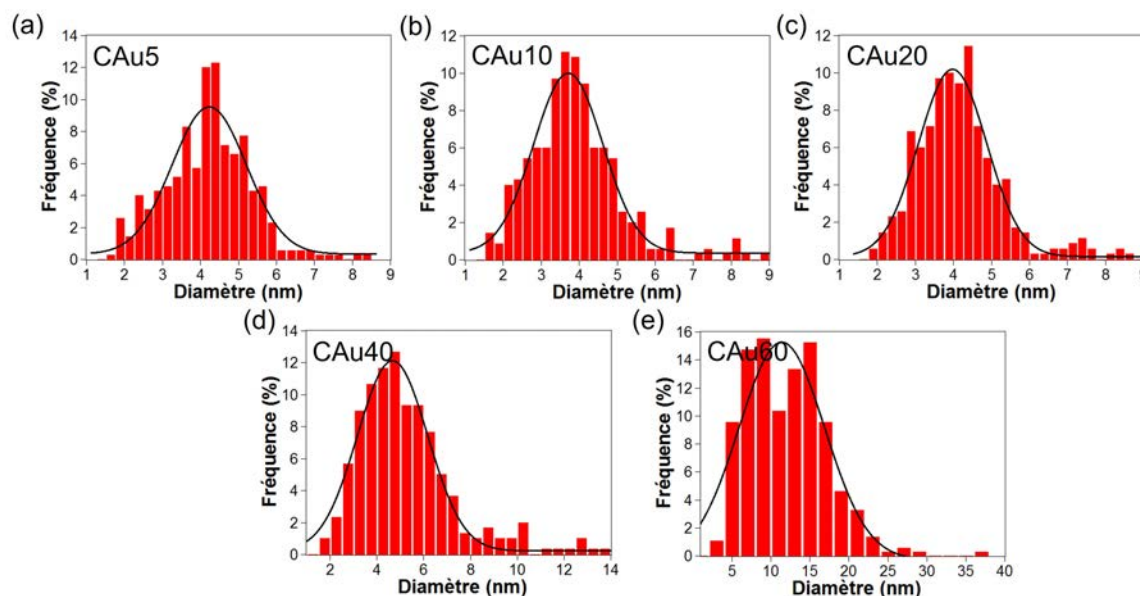 (a)
CAu5
Fréquence (%)
14
12
10
8
6
4
2
0
1 2 3 4 5 6 7 8 9
Diamètre (nm)
(b)
CAu10
Fréquence (%)
12
10
8
6
4
2
0
1 2 3 4 5 6 7 8 9
Diamètre (nm)
(c)
CAu20
Fréquence (%)
12
10
8
6
4
2
0
1 2 3 4 5 6 7 8 9
Diamètre (nm)
(d)
CAu40
Fréquence (%)
14
12
10
8
6
4
2
0
2 4 6 8 10 12 14
Diamètre (nm)
(e)
CAu60
Fréquence (%)
16
14
12
10
8
6
4
2
0
5 10 15 20 25 30 35 40
Diamètre (nm)